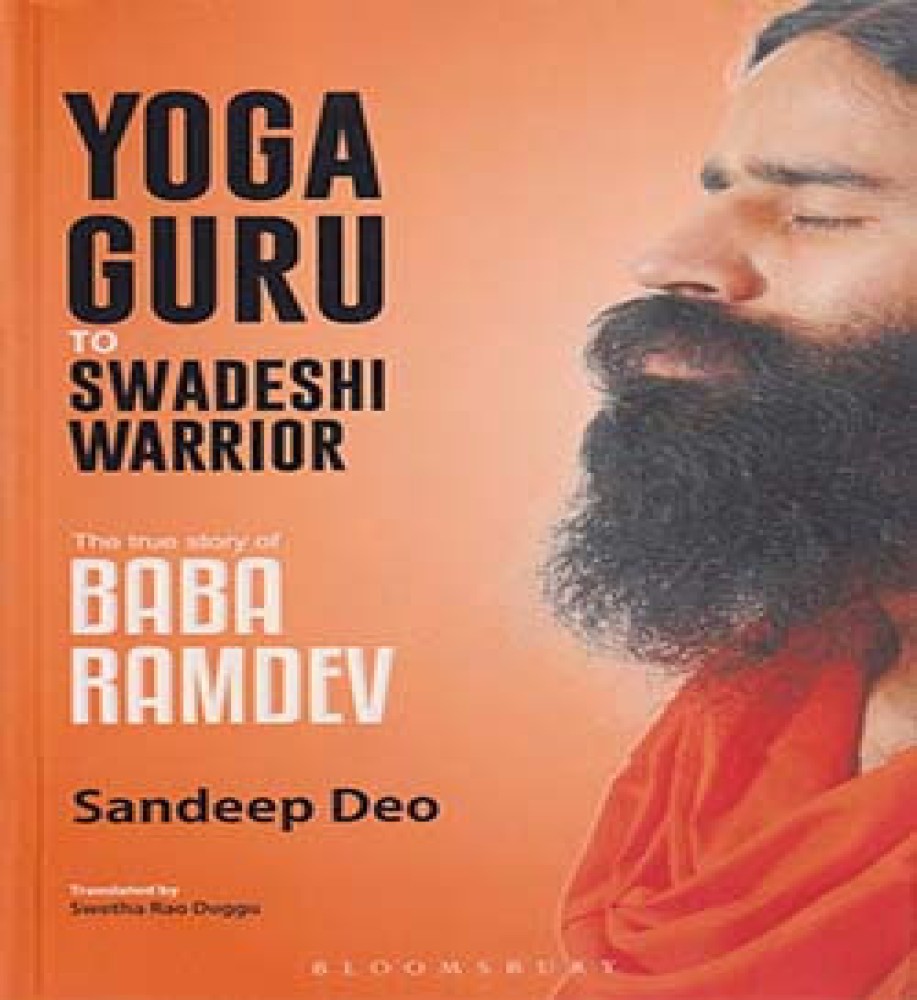 YOGA
GURU
TO
SWADESHI
WARRIOR
The true story of
BABA
RAMDEV
Sandeep Deo
Translated by
Swetha Rao Duggu
BLOOMSBURY